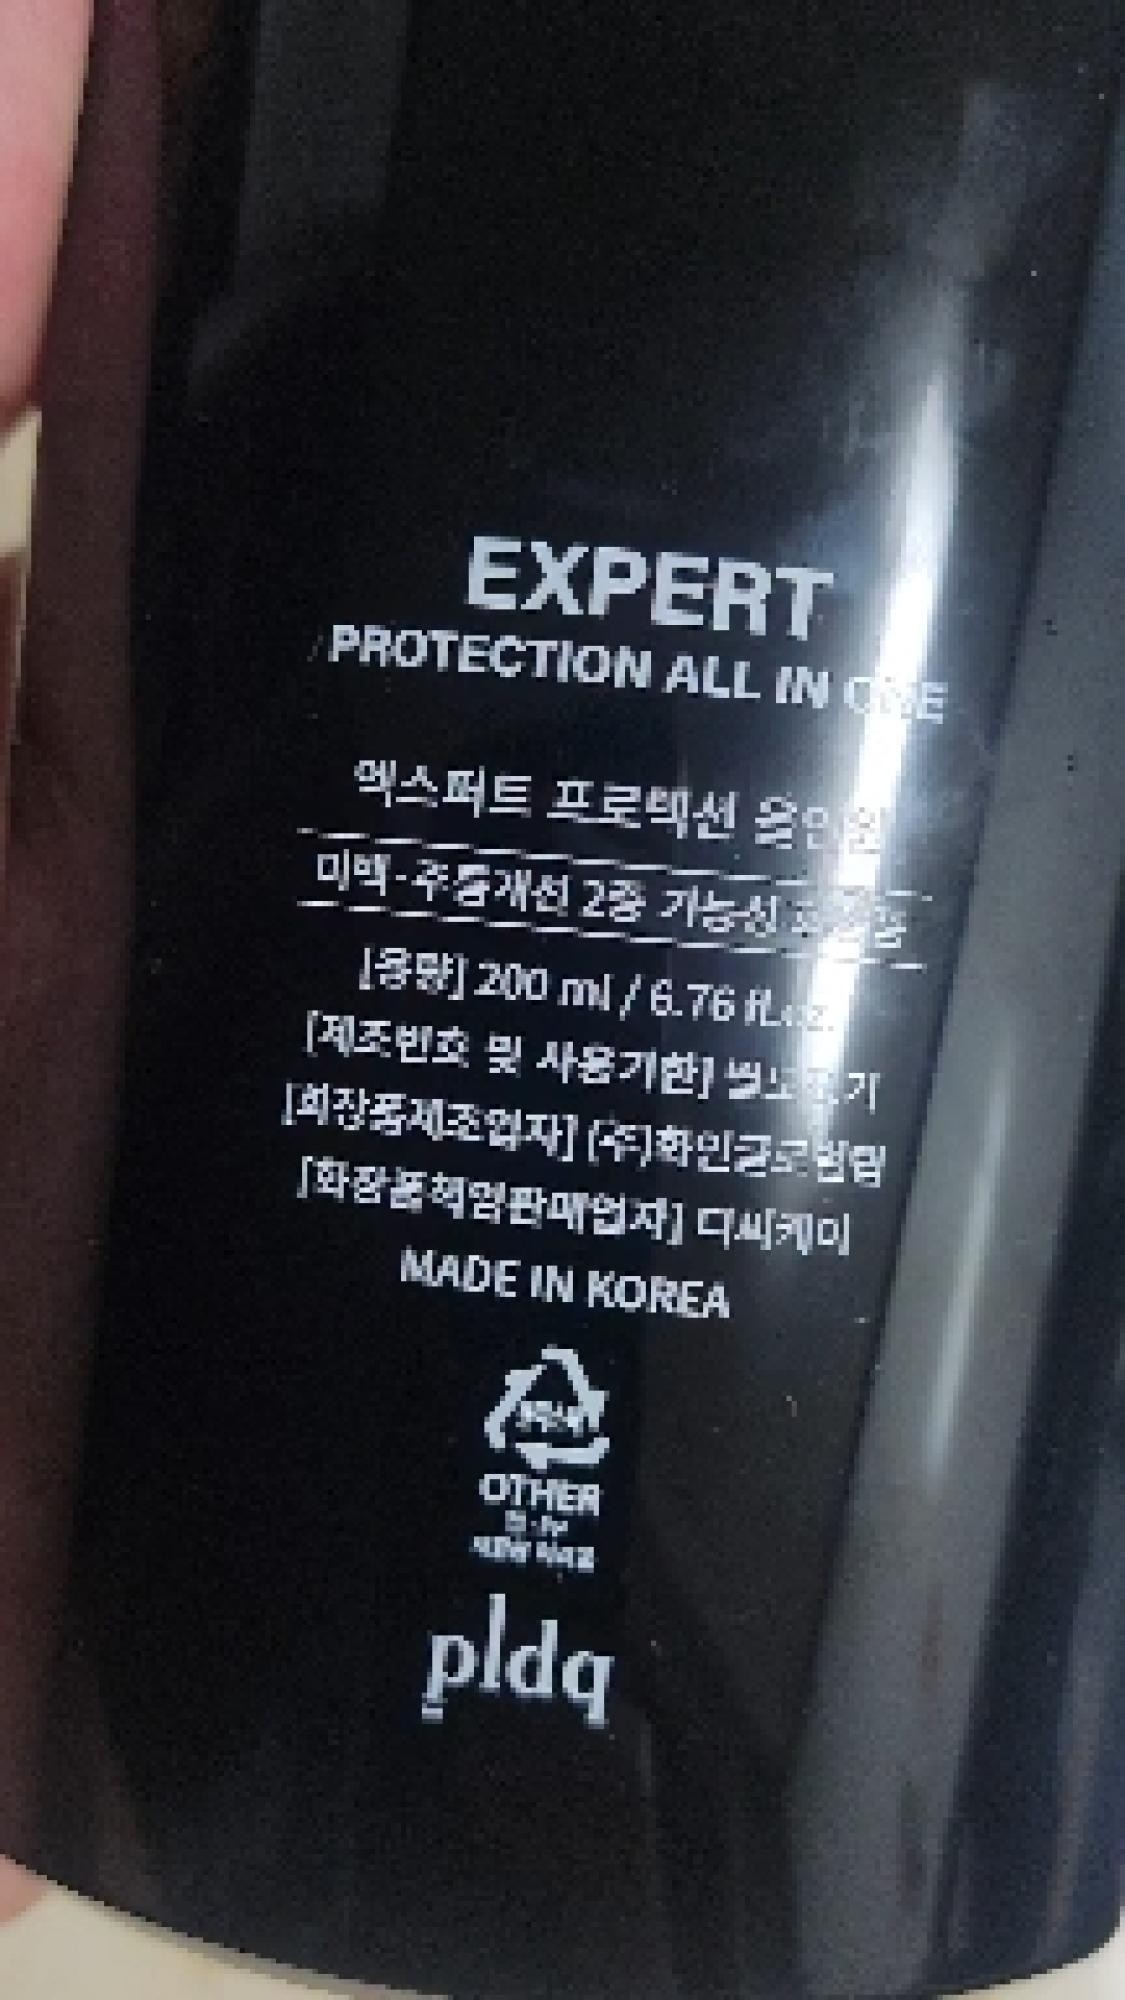 EXPERT
PROTECTION ALL IN ONE
엑스퍼트 프로텍션 올인원
미백·주름개선 2중 기능성 화장품
[용량] 200 ml / 6.76 fl.oz.
[제조번호 및 사용기한] 별도표기
[화장품제조업자] (주)화인글로벌팜
[화장품책임판매업자] 디씨케이
MADE IN KOREA
OTHER
pldq